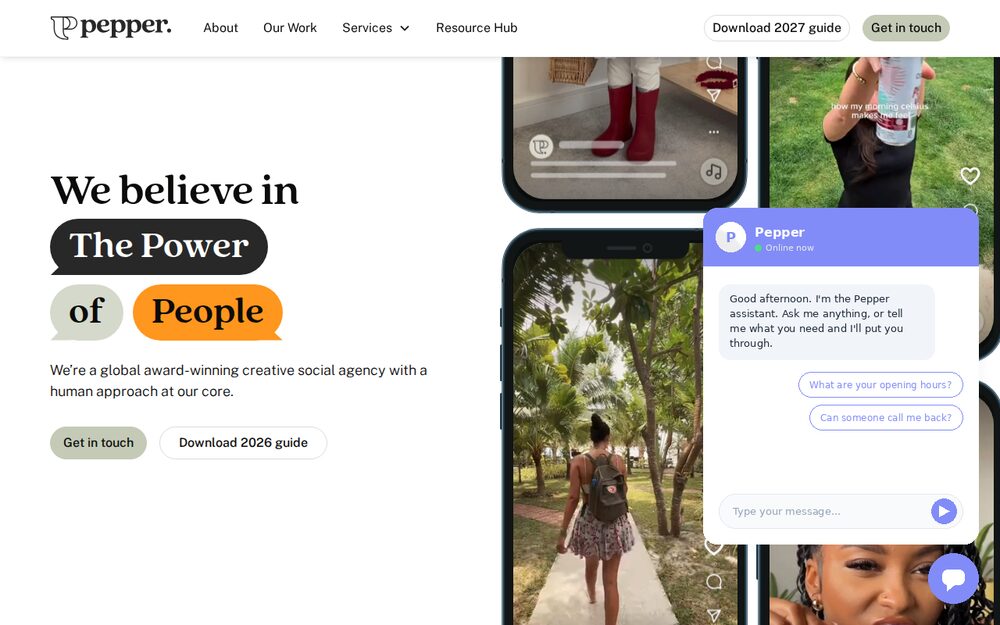 pepper.
About
Our Work
Services
Resource Hub
Download 2027 guide
Get in touch
We believe in
The Power
of People
We're a global award-winning creative social agency with a
human approach at our core.
Get in touch
Download 2026 guide
how my morning celsius
makes me feel
P
Pepper
Online now
Good afternoon. I'm the Pepper
assistant. Ask me anything, or tell
me what you need and I'll put you
through.
What are your opening hours?
Can someone call me back?
Type your message...